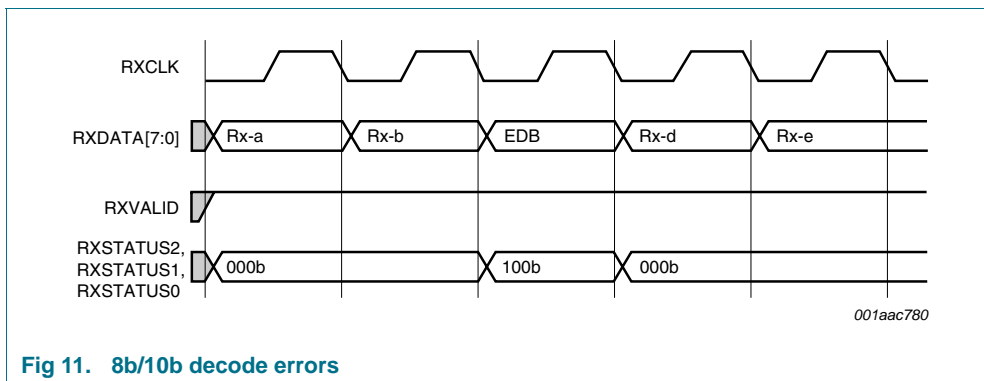 RXCLK
RXDATA[7:0] Rx-a Rx-b EDB Rx-d Rx-e
RXVALID
RXSTATUS2,
RXSTATUS1, 000b 100b 000b
RXSTATUS0
001aac780
Fig 11. 8b/10b decode errors